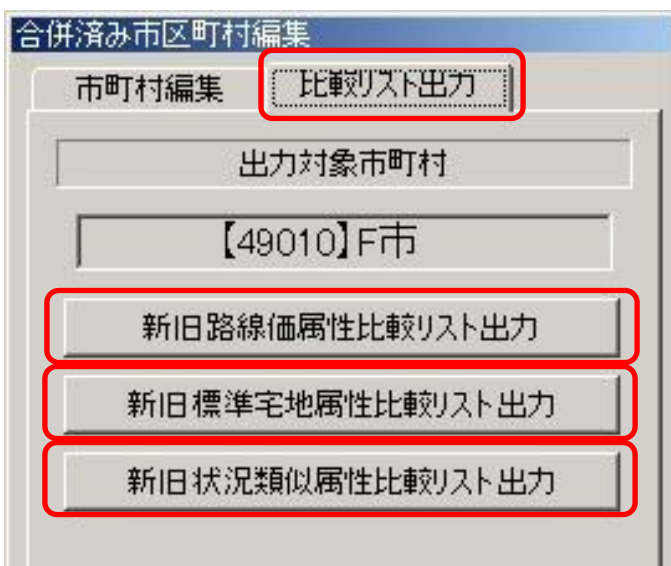 合併済み市区町村編集
市町村編集 比較リスト出力
出力対象市町村
【49010】F市
新旧路線価属性比較リスト出力
新旧標準宅地属性比較リスト出力
新旧状況類似属性比較リスト出力